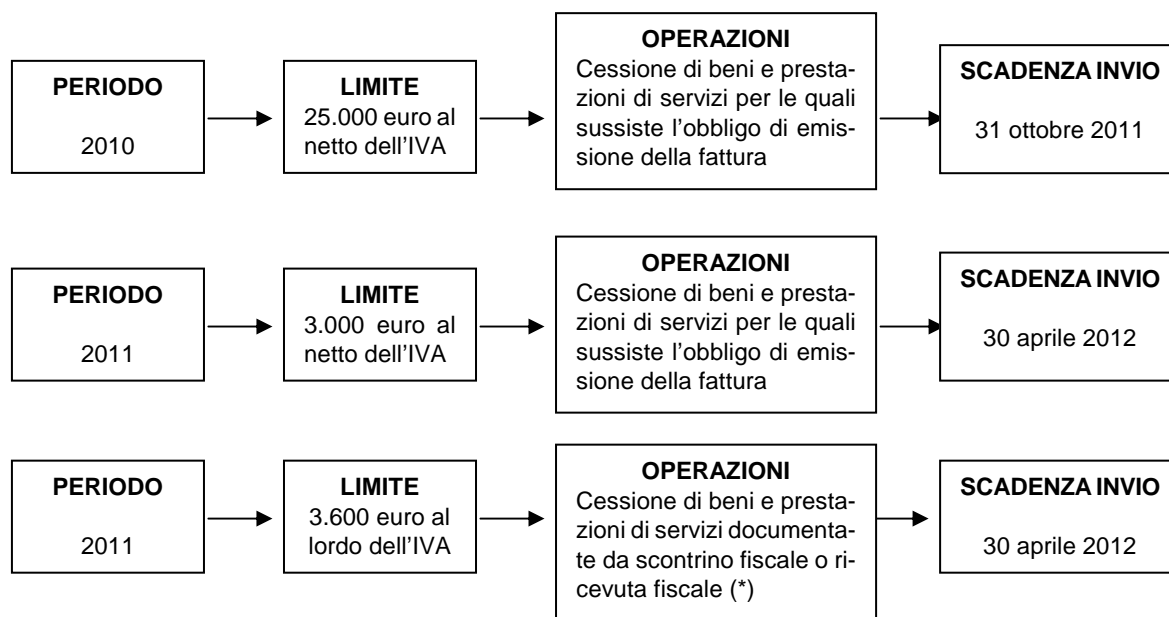 PERIODO
2010
LIMITE
25.000 euro al
netto dell’IVA
OPERAZIONI
Cessione di beni e presta-
zioni di servizi per le quali
sussiste l’obbligo di emis-
sione della fattura
SCADENZA INVIO
31 ottobre 2011
PERIODO
2011
LIMITE
3.000 euro al
netto dell’IVA
OPERAZIONI
Cessione di beni e presta-
zioni di servizi per le quali
sussiste l’obbligo di emis-
sione della fattura
SCADENZA INVIO
30 aprile 2012
PERIODO
2011
LIMITE
3.600 euro al
lordo dell’IVA
OPERAZIONI
Cessione di beni e presta-
zioni di servizi documenta-
te da scontrino fiscale o ri-
cevuta fiscale (*)
SCADENZA INVIO
30 aprile 2012